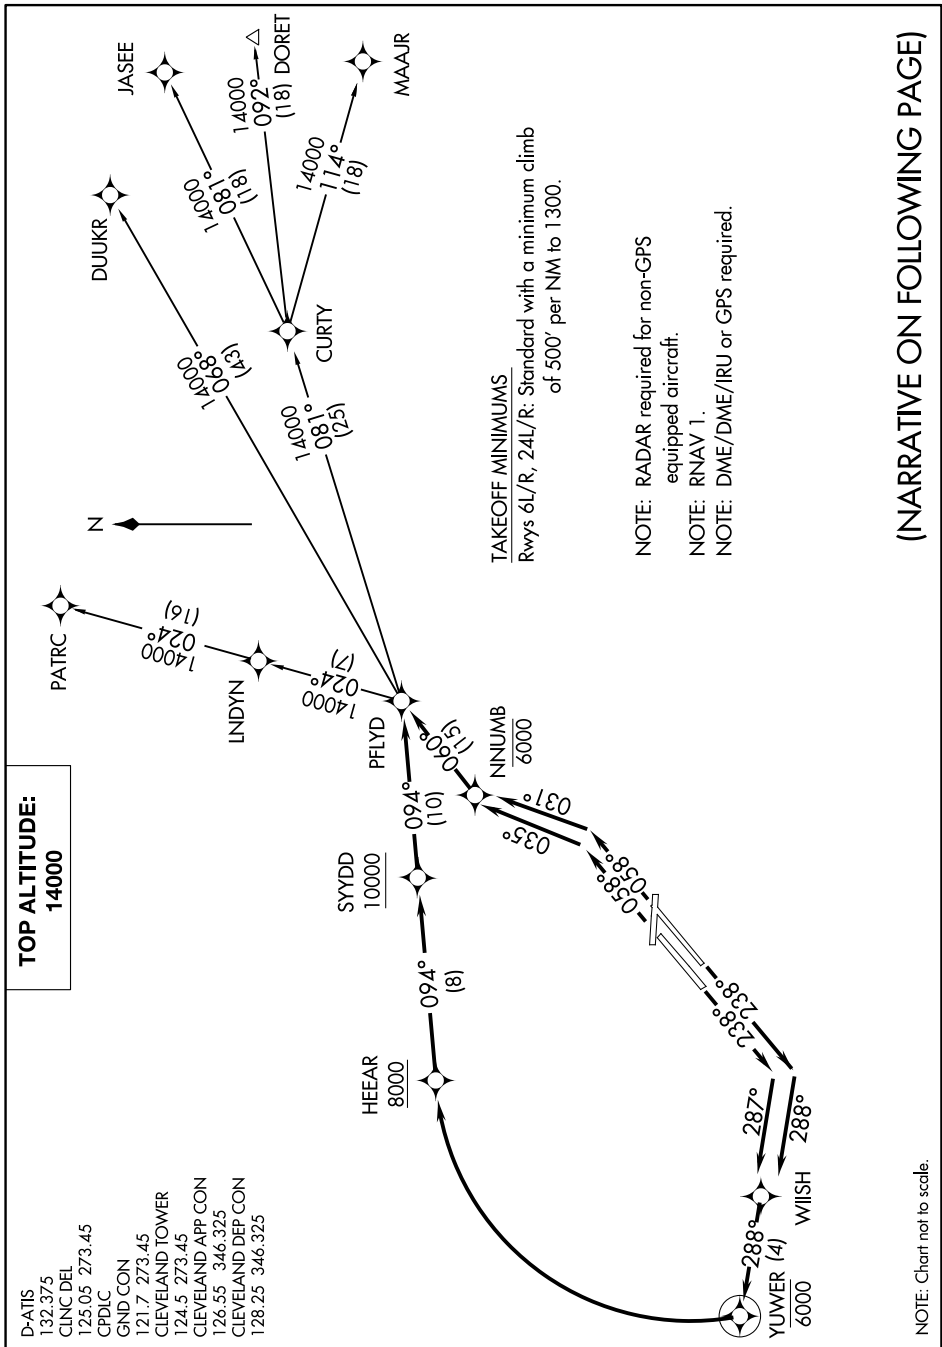 TOP ALTITUDE:
14000
D-ATIS
132.375
CLNC DEL
125.05 273.45
CPDLC
GND CON
121.7 273.45
CLEVELAND TOWER
124.5 273.45
CLEVELAND APP CON
126.55 346.325
CLEVELAND DEP CON
128.25 346.325
PATRC
14000
024°
(16)
LNDYN
14000
024°
(7)
N
DUUKR
14000
068°
(43)
JASEE
14000
081°
(18)
14000
092°
(18) DORET
MAAJR
14000
114°
(18)
CURTY
14000
081°
(25)
PFLYD
094°
(10)
SYYDD
10000
094°
(8)
HEEAR
8000
060°
(15)
NNUMB
6000
031°
035°
058°
058°
238°
238°
287°
288°
WIISH
288°
(4)
YUWER
6000
TAKEOFF MINIMUMS
Rwys 6L/R, 24L/R: Standard with a minimum climb
of 500' per NM to 1300.
NOTE: RADAR required for non-GPS
equipped aircraft.
NOTE: RNAV 1.
NOTE: DME/DME/IRU or GPS required.
(NARRATIVE ON FOLLOWING PAGE)
NOTE: Chart not to scale.